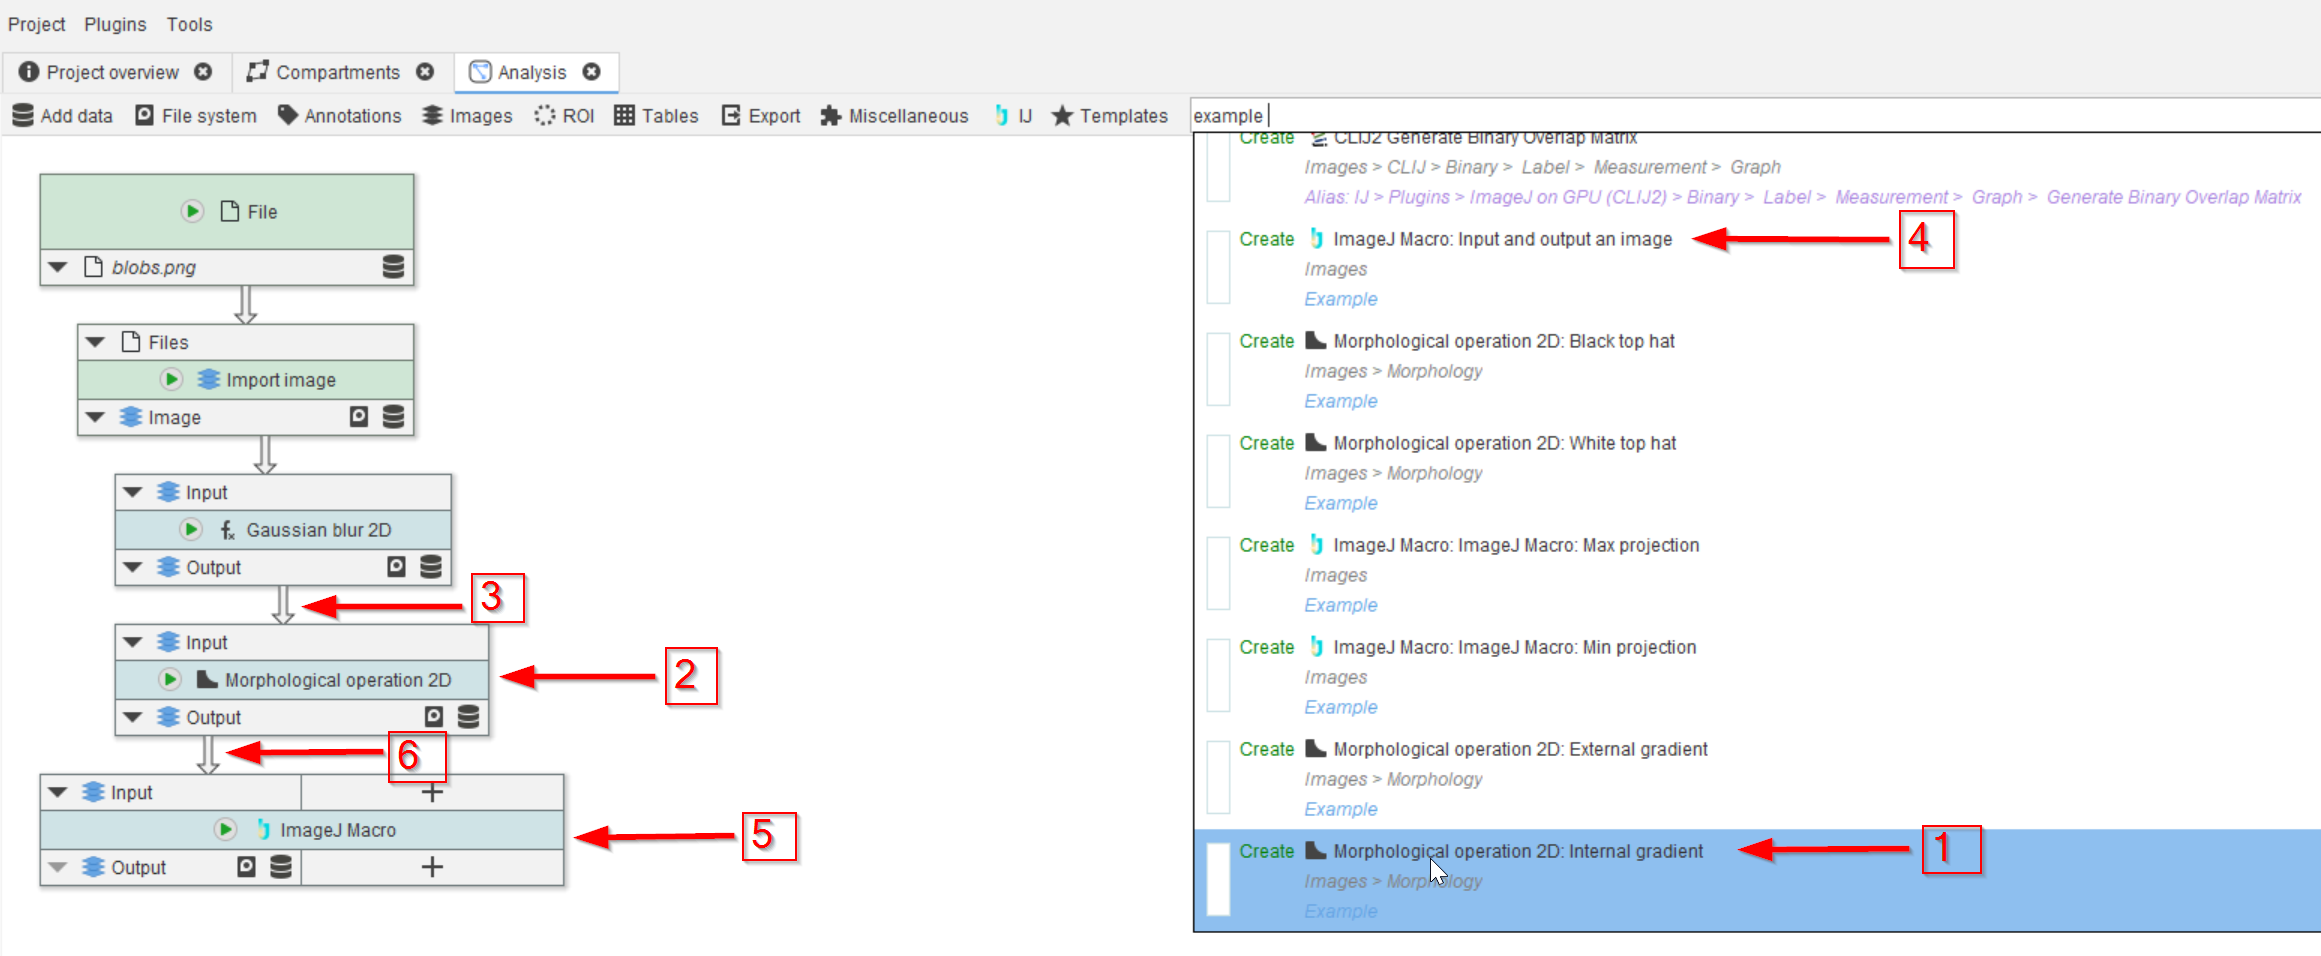 Project Plugins Tools
Project overview Compartments Analysis
Add data File system Annotations Images ROI Tables Export Miscellaneous IJ Templates example
File
blobs.png
Files
Import image
Image
Input
Gaussian blur 2D
Output
3
Input
Morphological operation 2D
2
Output
6
Input +
ImageJ Macro
5
Output +
Create CLIJ2 Generate Binary Overlap Matrix
Images > CLIJ > Binary > Label > Measurement > Graph
Alias: IJ > Plugins > ImageJ on GPU (CLIJ2) > Binary > Label > Measurement > Graph > Generate Binary Overlap Matrix
Create ImageJ Macro: Input and output an image
4
Images
Example
Create Morphological operation 2D: Black top hat
Images > Morphology
Example
Create Morphological operation 2D: White top hat
Images > Morphology
Example
Create ImageJ Macro: ImageJ Macro: Max projection
Images
Example
Create ImageJ Macro: ImageJ Macro: Min projection
Images
Example
Create Morphological operation 2D: External gradient
Images > Morphology
Example
Create Morphological operation 2D: Internal gradient
1
Images > Morphology
Example